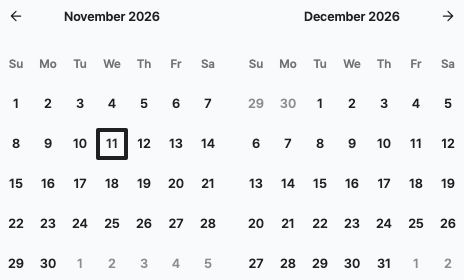 ← November 2026
Su Mo Tu We Th Fr Sa
1 2 3 4 5 6 7
8 9 10 11 12 13 14
15 16 17 18 19 20 21
22 23 24 25 26 27 28
29 30 1 2 3 4 5
December 2026 →
Su Mo Tu We Th Fr Sa
29 30 1 2 3 4 5
6 7 8 9 10 11 12
13 14 15 16 17 18 19
20 21 22 23 24 25 26
27 28 29 30 31 1 2